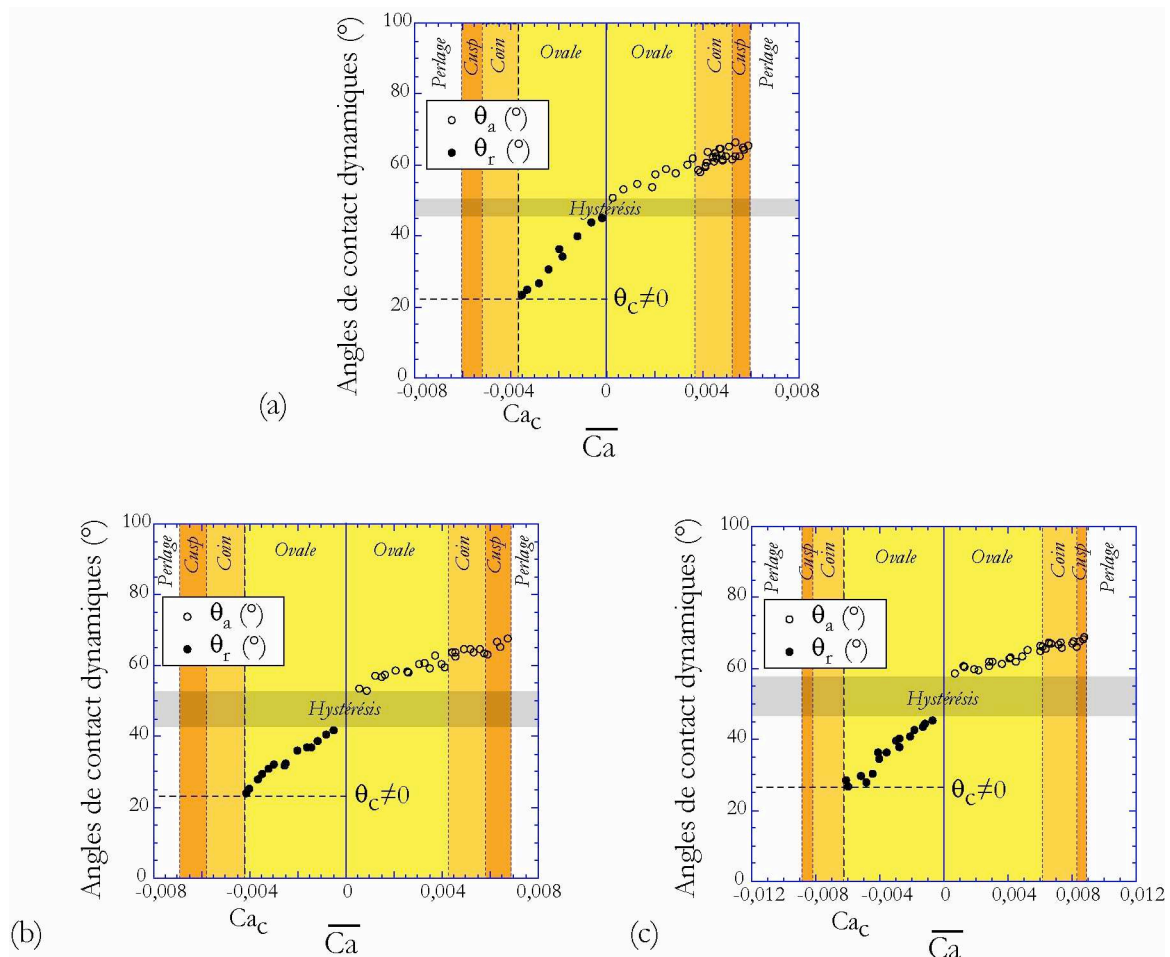 Angles de contact dynamiques (°)
100
80
60
40
20
0
Perlage
Cusp
Coin
Ovale
Ovale
Coin
Cusp
Perlage
θa (°)
θr (°)
Hystérésis
θc≠0
-0,008
-0,004
0
0,004
0,008
Cac
Ca
(a)
Angles de contact dynamiques (°)
100
80
60
40
20
0
Perlage
Cusp
Coin
Ovale
Ovale
Coin
Cusp
Perlage
θa (°)
θr (°)
Hystérésis
θc≠0
-0,008
-0,004
0
0,004
0,008
Cac
Ca
(b)
Angles de contact dynamiques (°)
100
80
60
40
20
0
Perlage
Cusp
Coin
Ovale
Ovale
Coin
Cusp
Perlage
θa (°)
θr (°)
Hystérésis
θc≠0
-0,012
-0,008
-0,004
0
0,004
0,008
0,012
Cac
Ca
(c)